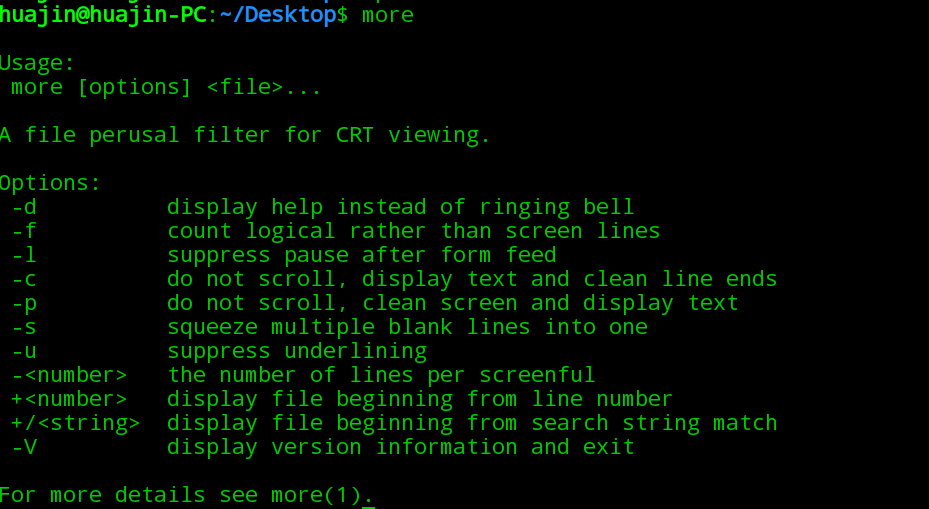 huajin@huajin-PC:~/Desktop$ more
Usage:
 more [options] <file>...
A file perusal filter for CRT viewing.
Options:
 -d          display help instead of ringing bell
 -f          count logical rather than screen lines
 -l          suppress pause after form feed
 -c          do not scroll, display text and clean line ends
 -p          do not scroll, clean screen and display text
 -s          squeeze multiple blank lines into one
 -u          suppress underlining
 -<number>   the number of lines per screenful
 +<number>   display file beginning from line number
 +/<string>  display file beginning from search string match
 -V          display version information and exit
For more details see more(1).